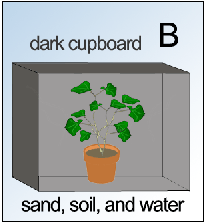 dark cupboard B
sand, soil, and water